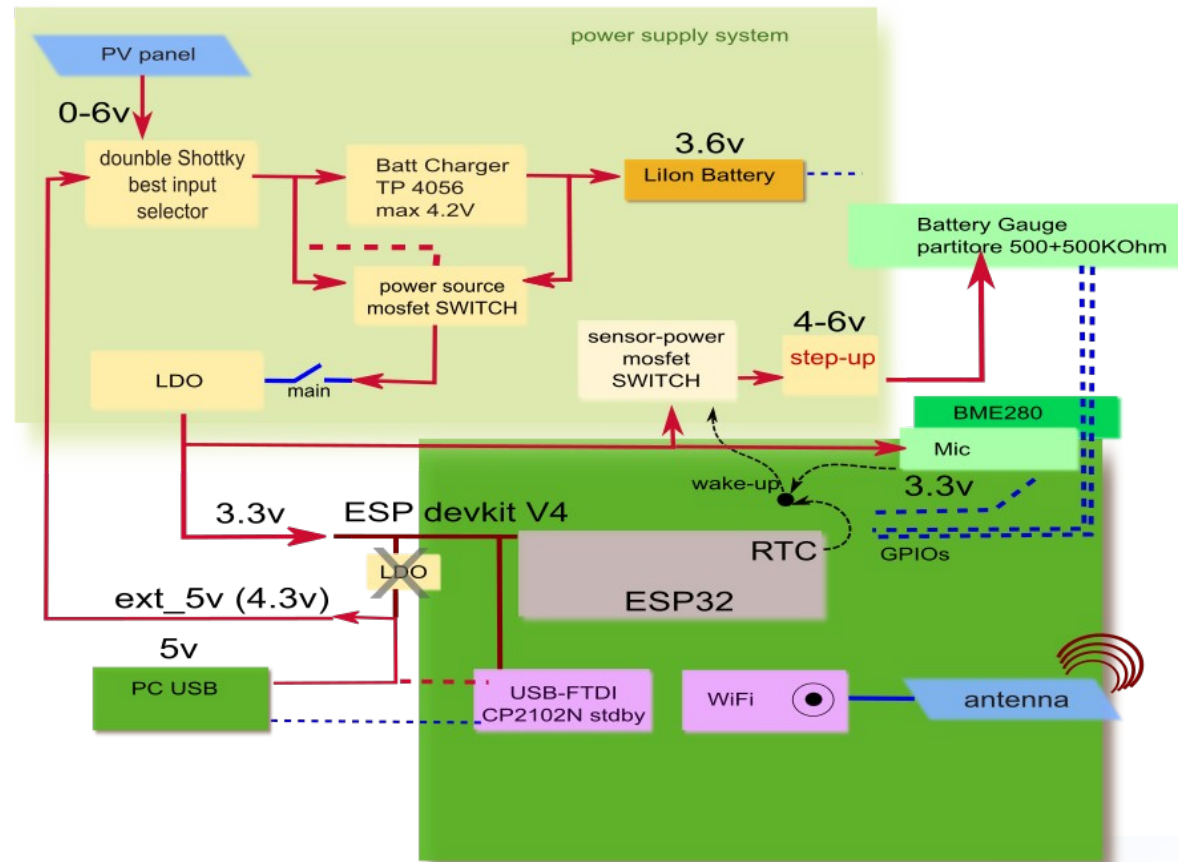 power supply system
PV panel
0-6v
dounble Shottky
best input
selector
Batt Charger
TP 4056
max 4.2V
3.6v
LiIon Battery
Battery Gauge
partitore 500+500KOhm
power source
mosfet SWITCH
sensor-power
mosfet
SWITCH
4-6v
step-up
LDO
main
BME280
Mic
wake-up
3.3v
3.3v
ESP devkit V4
RTC
GPIOs
LDO
ESP32
ext_5v (4.3v)
5v
PC USB
USB-FTDI
CP2102N stdby
WiFi
antenna